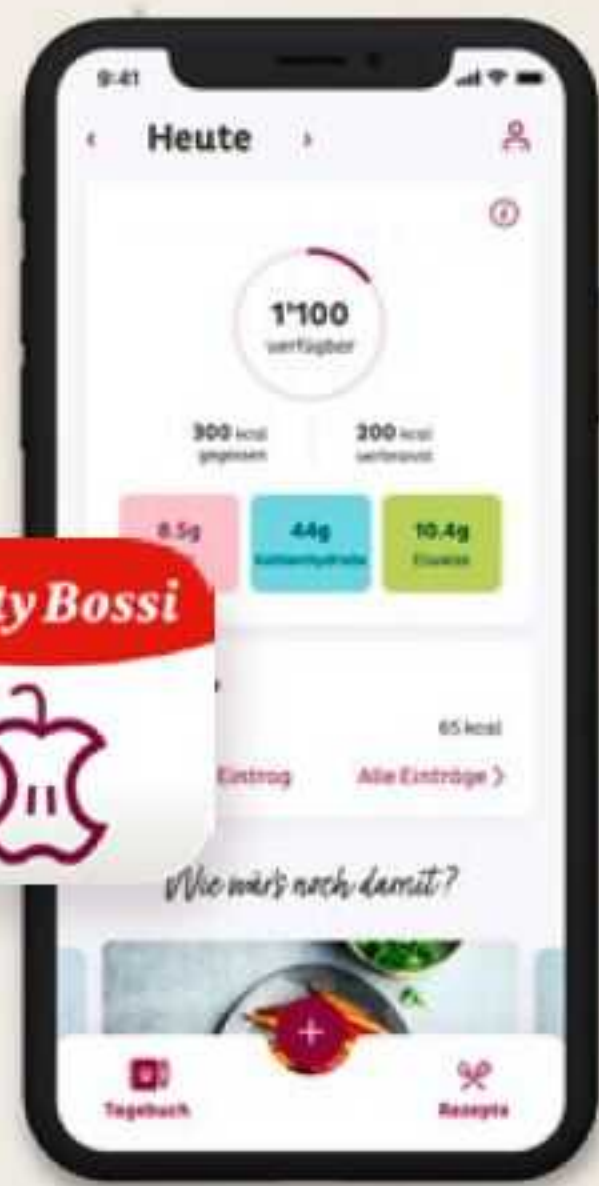 9:41
Heute
1'100
verfügbar
300 kcal
gegessen
200 kcal
verbrannt
8.5g
44g
Kohlenhydrate
10.4g
Eiweiss
ty Bossi
65 kcal
Eintrag
Alle Einträge >
Wie wär's noch damit?
+
Tagebuch
Rezepte